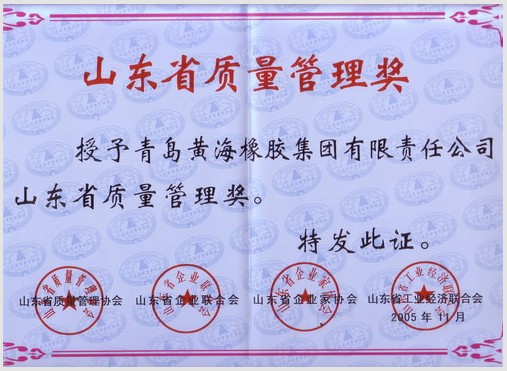 山东省质量管理奖
授予青岛黄海橡胶集团有限责任公司
山东省质量管理奖。
特发此证。
山东省质量管理协会 山东省企业联合会 山东省企业家协会 山东省工业经济联合会
2005 年 11 月